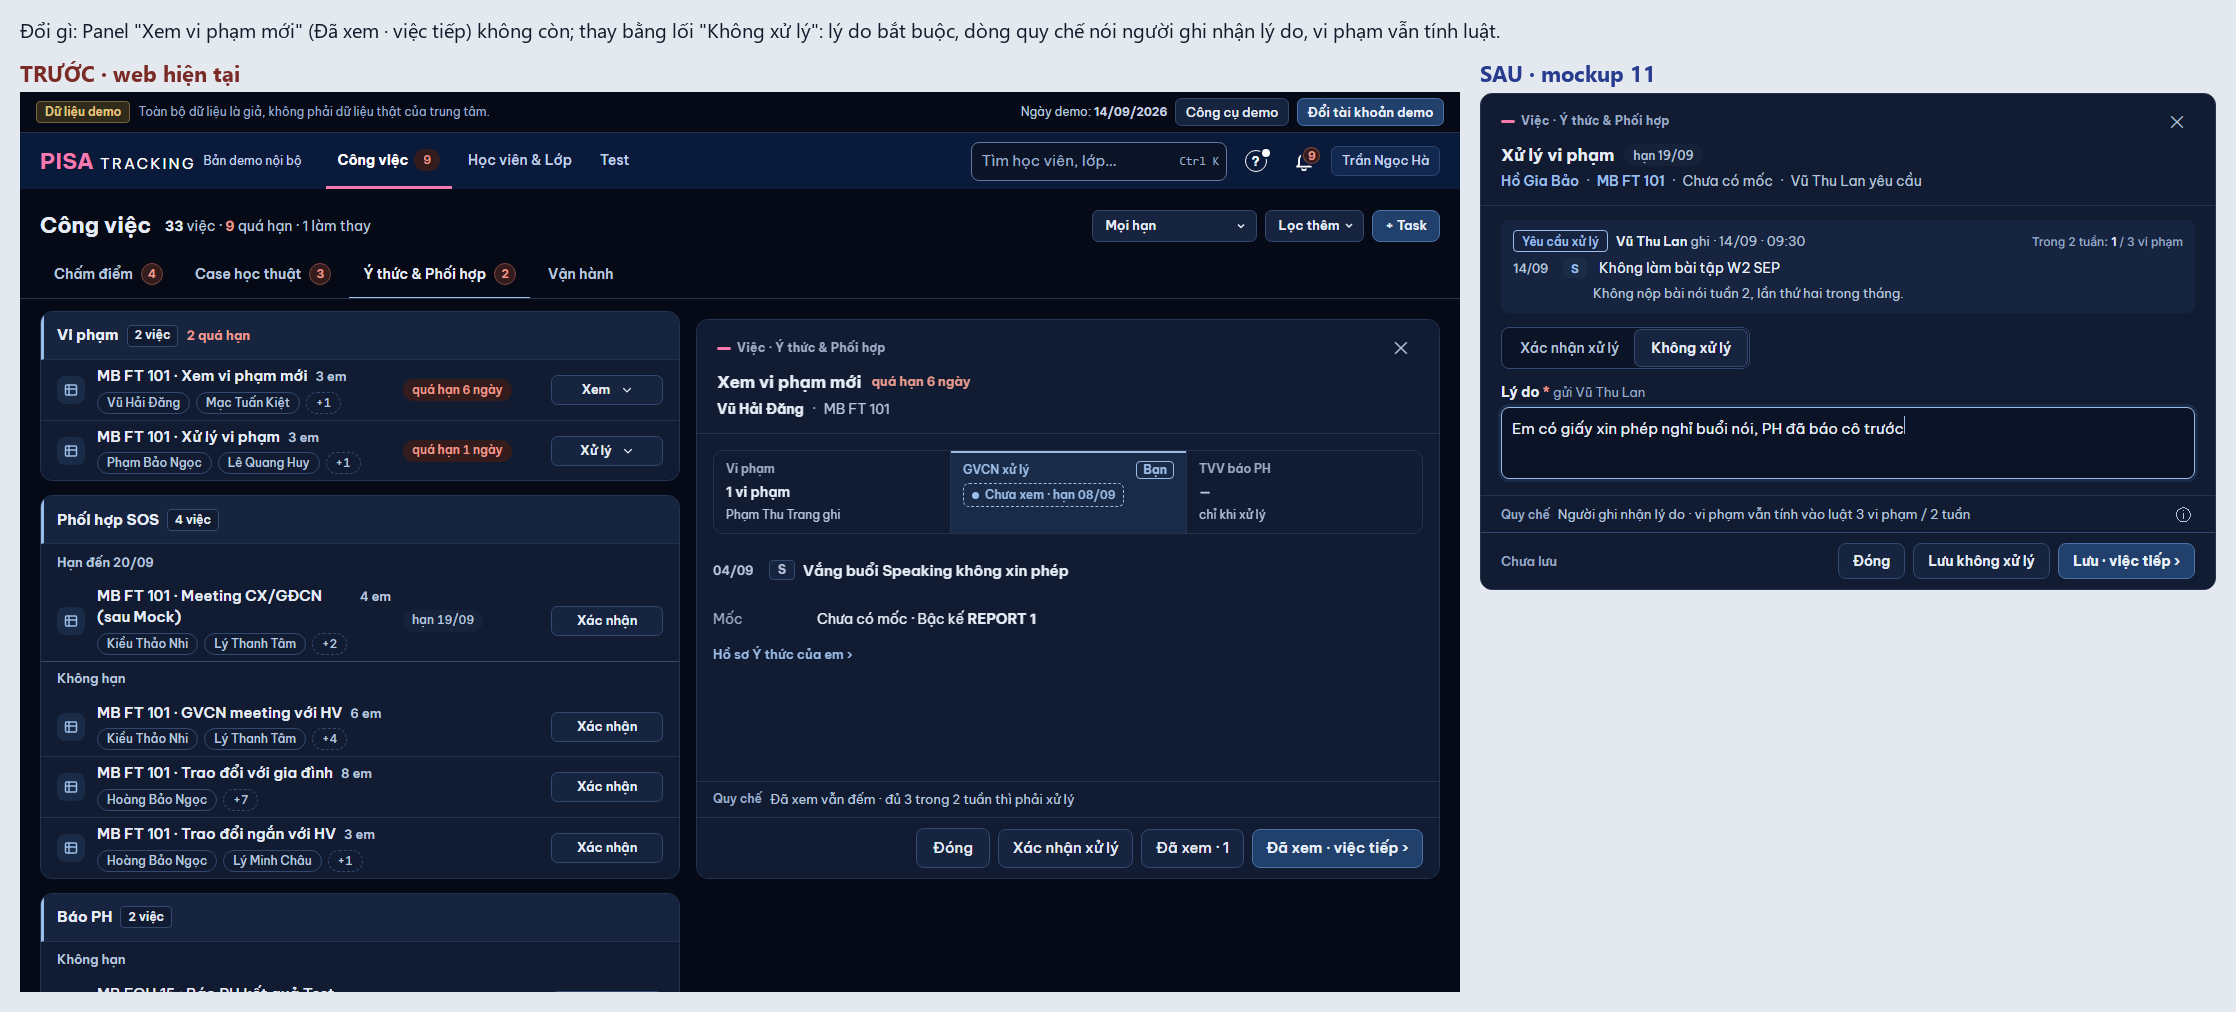 Đổi gì: Panel "Xem vi phạm mới" (Đã xem · việc tiếp) không còn; thay bằng lối "Không xử lý": lý do bắt buộc, dòng quy chế nói người ghi nhận lý do, vi phạm vẫn tính luật.
TRƯỚC · web hiện tại
Dữ liệu demo Toàn bộ dữ liệu là giả, không phải dữ liệu thật của trung tâm.
Ngày demo: 14/09/2026 Công cụ demo Đổi tài khoản demo
PISA TRACKING Bản demo nội bộ Công việc 9 Học viên & Lớp Test
Tìm học viên, lớp... Ctrl K ? 9 Trần Ngọc Hà
Công việc 33 việc · 9 quá hạn · 1 làm thay
Mọi hạn Lọc thêm + Task
Chấm điểm 4 Case học thuật 3 Ý thức & Phối hợp 2 Vận hành
Vi phạm 2 việc 2 quá hạn
MB FT 101 · Xem vi phạm mới 3 em
Vũ Hải Đăng Mạc Tuấn Kiệt +1
quá hạn 6 ngày Xem
MB FT 101 · Xử lý vi phạm 3 em
Phạm Bảo Ngọc Lê Quang Huy +1
quá hạn 1 ngày Xử lý
Phối hợp SOS 4 việc
Hạn đến 20/09
MB FT 101 · Meeting CX/GĐCN (sau Mock) 4 em
Kiều Thảo Nhi Lý Thanh Tâm +2
hạn 19/09 Xác nhận
Không hạn
MB FT 101 · GVCN meeting với HV 6 em
Kiều Thảo Nhi Lý Thanh Tâm +4
Xác nhận
MB FT 101 · Trao đổi với gia đình 8 em
Hoàng Bảo Ngọc +7
Xác nhận
MB FT 101 · Trao đổi ngắn với HV 3 em
Hoàng Bảo Ngọc Lý Minh Châu +1
Xác nhận
Báo PH 2 việc
Không hạn
Việc · Ý thức & Phối hợp
Xem vi phạm mới quá hạn 6 ngày
Vũ Hải Đăng · MB FT 101
Vi phạm
1 vi phạm
Phạm Thu Trang ghi
GVCN xử lý Bạn
Chưa xem · hạn 08/09
TVV báo PH
–
chỉ khi xử lý
04/09 S Vắng buổi Speaking không xin phép
Mốc Chưa có mốc · Bậc kế REPORT 1
Hồ sơ Ý thức của em ›
Quy chế Đã xem vẫn đếm · đủ 3 trong 2 tuần thì phải xử lý
Đóng Xác nhận xử lý Đã xem · 1 Đã xem · việc tiếp ›
SAU · mockup 11
Việc · Ý thức & Phối hợp
Xử lý vi phạm hạn 19/09
Hồ Gia Bảo · MB FT 101 · Chưa có mốc · Vũ Thu Lan yêu cầu
Yêu cầu xử lý Vũ Thu Lan ghi · 14/09 · 09:30 Trong 2 tuần: 1 / 3 vi phạm
14/09 S Không làm bài tập W2 SEP
Không nộp bài nói tuần 2, lần thứ hai trong tháng.
Xác nhận xử lý Không xử lý
Lý do * gửi Vũ Thu Lan
Em có giấy xin phép nghỉ buổi nói, PH đã báo cô trước
Quy chế Người ghi nhận lý do · vi phạm vẫn tính vào luật 3 vi phạm / 2 tuần
Chưa lưu Đóng Lưu không xử lý Lưu · việc tiếp ›